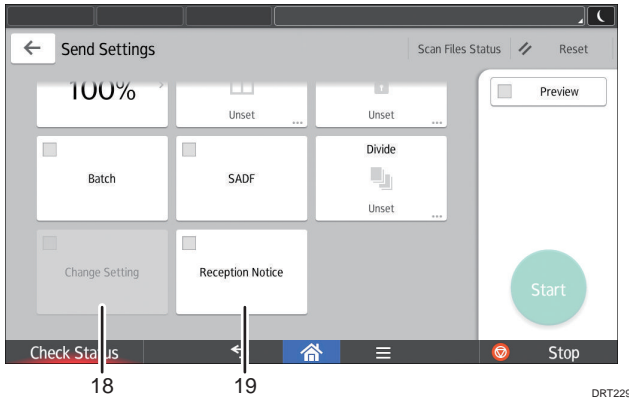 Send Settings
Scan Files Status
Reset
100%
Unset
Unset
Preview
Batch
SADF
Divide
Unset
Change Setting
Reception Notice
Start
Check Status
Stop
18
19
DRT229